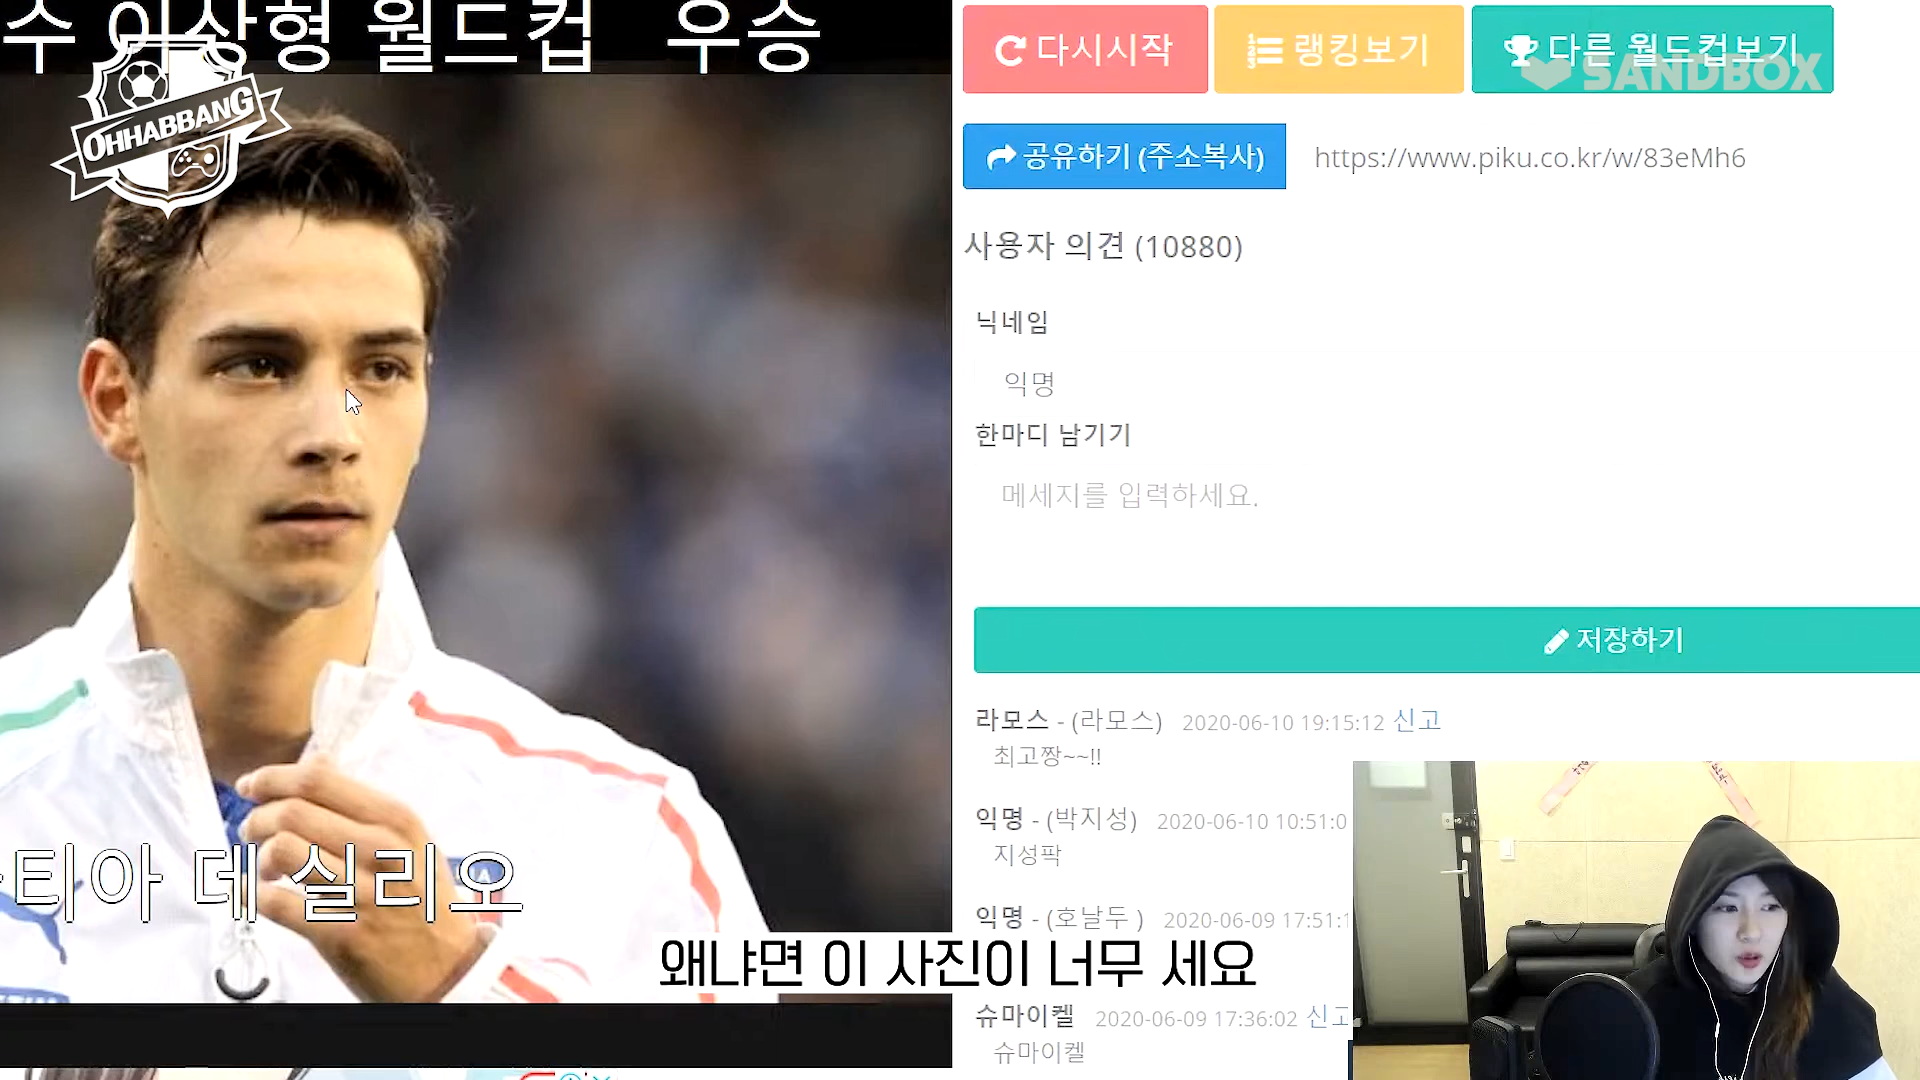 수 이상형 월드컵 우승
OHHABBANG
티아 데 실리오
다시시작
랭킹보기
다른 월드컵보기
SANDBOX
공유하기 (주소복사)
https://www.piku.co.kr/w/83eMh6
사용자 의견 (10880)
닉네임
익명
한마디 남기기
메세지를 입력하세요.
저장하기
라모스 - (라모스) 2020-06-10 19:15:12 신고
최고짱~~!!
익명 - (박지성) 2020-06-10 10:51:0
지성팍
익명 - (호날두 ) 2020-06-09 17:51:1
왜냐면 이 사진이 너무 세요
슈마이켈 2020-06-09 17:36:02 신고
슈마이켈